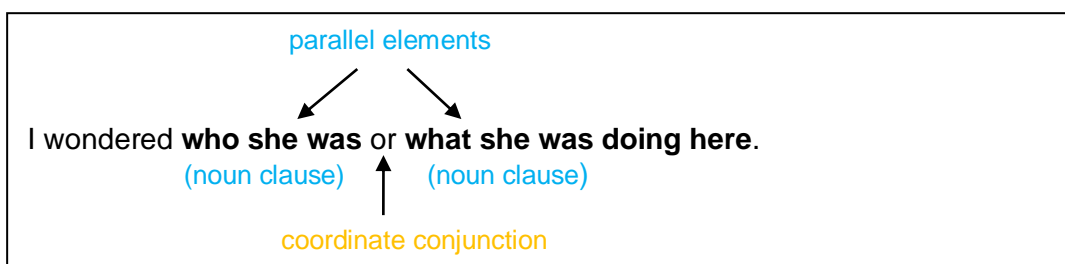 parallel elements
I wondered who she was or what she was doing here.
(noun clause) (noun clause)
coordinate conjunction